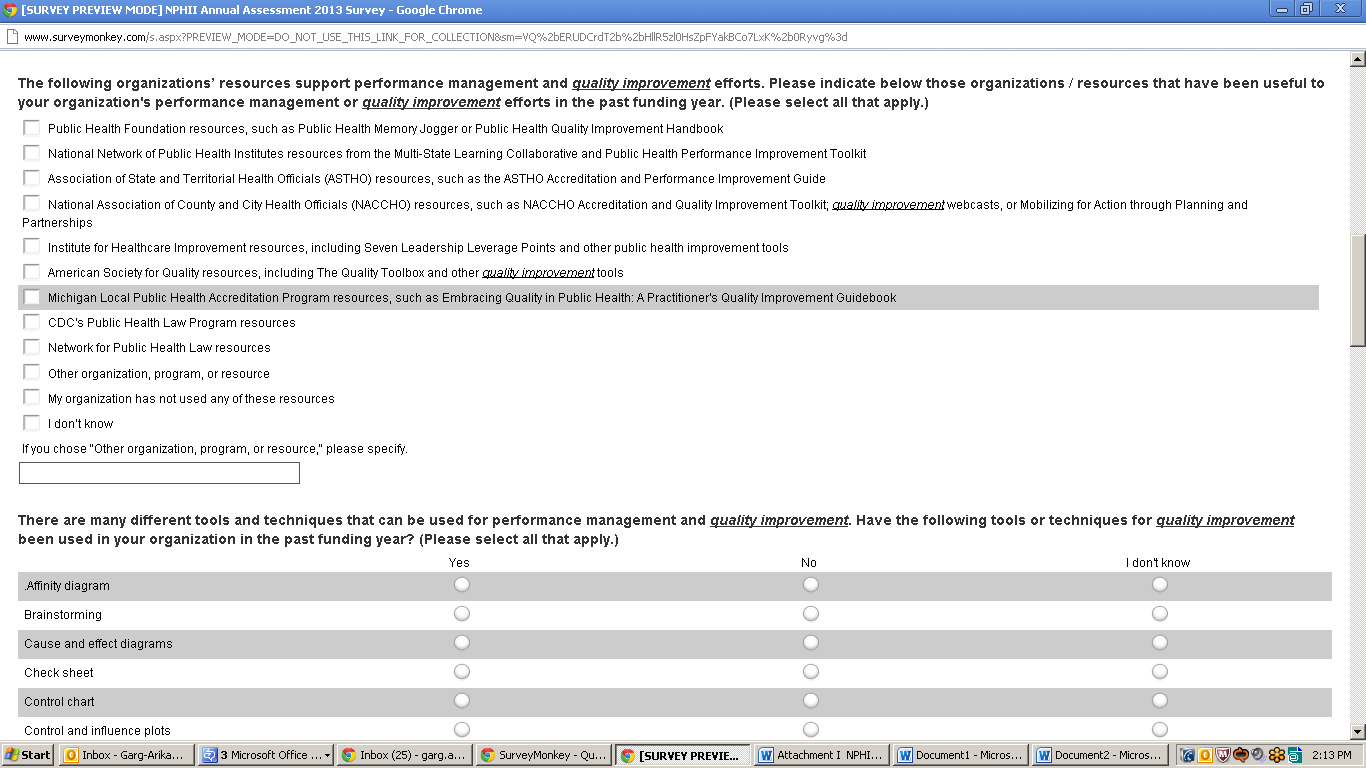 [SURVEY PREVIEW MODE] NPHII Annual Assessment 2013 Survey - Google Chrome
www.surveymonkey.com/s.aspx?PREVIEW_MODE=DO_NOT_USE_THIS_LINK_FOR_COLLECTION&sm=VQ%2bERUDCrdT2b%2bHllR5zl0HsZpFYakBCo7LxK%2b0Ryvg%3d
The following organizations' resources support performance management and quality improvement efforts. Please indicate below those organizations / resources that have been useful to
your organization's performance management or quality improvement efforts in the past funding year. (Please select all that apply.)
Public Health Foundation resources, such as Public Health Memory Jogger or Public Health Quality Improvement Handbook
National Network of Public Health Institutes resources from the Multi-State Learning Collaborative and Public Health Performance Improvement Toolkit
Association of State and Territorial Health Officials (ASTHO) resources, such as the ASTHO Accreditation and Performance Improvement Guide
National Association of County and City Health Officials (NACCHO) resources, such as NACCHO Accreditation and Quality Improvement Toolkit; quality improvement webcasts, or Mobilizing for Action through Planning and
Partnerships
Institute for Healthcare Improvement resources, including Seven Leadership Leverage Points and other public health improvement tools
American Society for Quality resources, including The Quality Toolbox and other quality improvement tools
Michigan Local Public Health Accreditation Program resources, such as Embracing Quality in Public Health: A Practitioner's Quality Improvement Guidebook
CDC's Public Health Law Program resources
Network for Public Health Law resources
Other organization, program, or resource
My organization has not used any of these resources
I don't know
If you chose "Other organization, program, or resource," please specify.
There are many different tools and techniques that can be used for performance management and quality improvement. Have the following tools or techniques for quality improvement
been used in your organization in the past funding year? (Please select all that apply.)
Yes No I don't know
.Affinity diagram
Brainstorming
Cause and effect diagrams
Check sheet
Control chart
Control and influence plots
Start Inbox - Garg-Arika... 3 Microsoft Office ... Inbox (25) - garg.a... SurveyMonkey - Qu... [SURVEY PREVIE... Attachment I NPHI... Document1 - Micros... Document2 - Micros... 2:13 PM